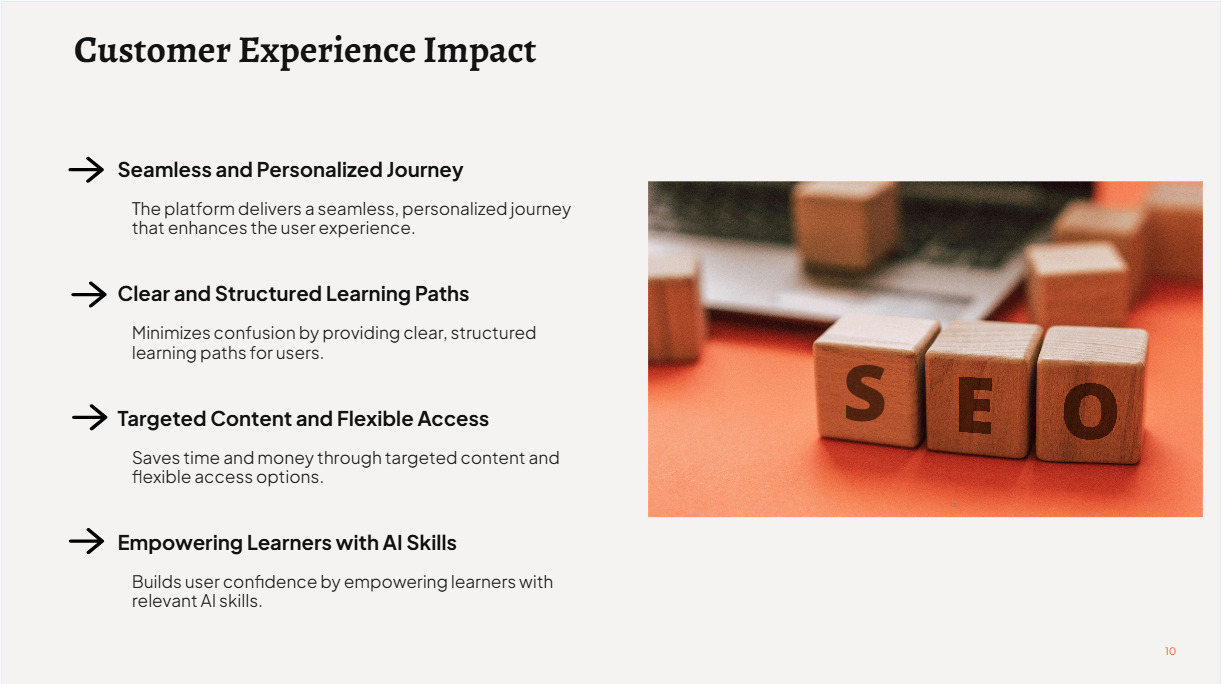 Customer Experience Impact
Seamless and Personalized Journey
The platform delivers a seamless, personalized journey
that enhances the user experience.
Clear and Structured Learning Paths
Minimizes confusion by providing clear, structured
learning paths for users.
Targeted Content and Flexible Access
Saves time and money through targeted content and
flexible access options.
Empowering Learners with AI Skills
Builds user confidence by empowering learners with
relevant AI skills.
SEO
10